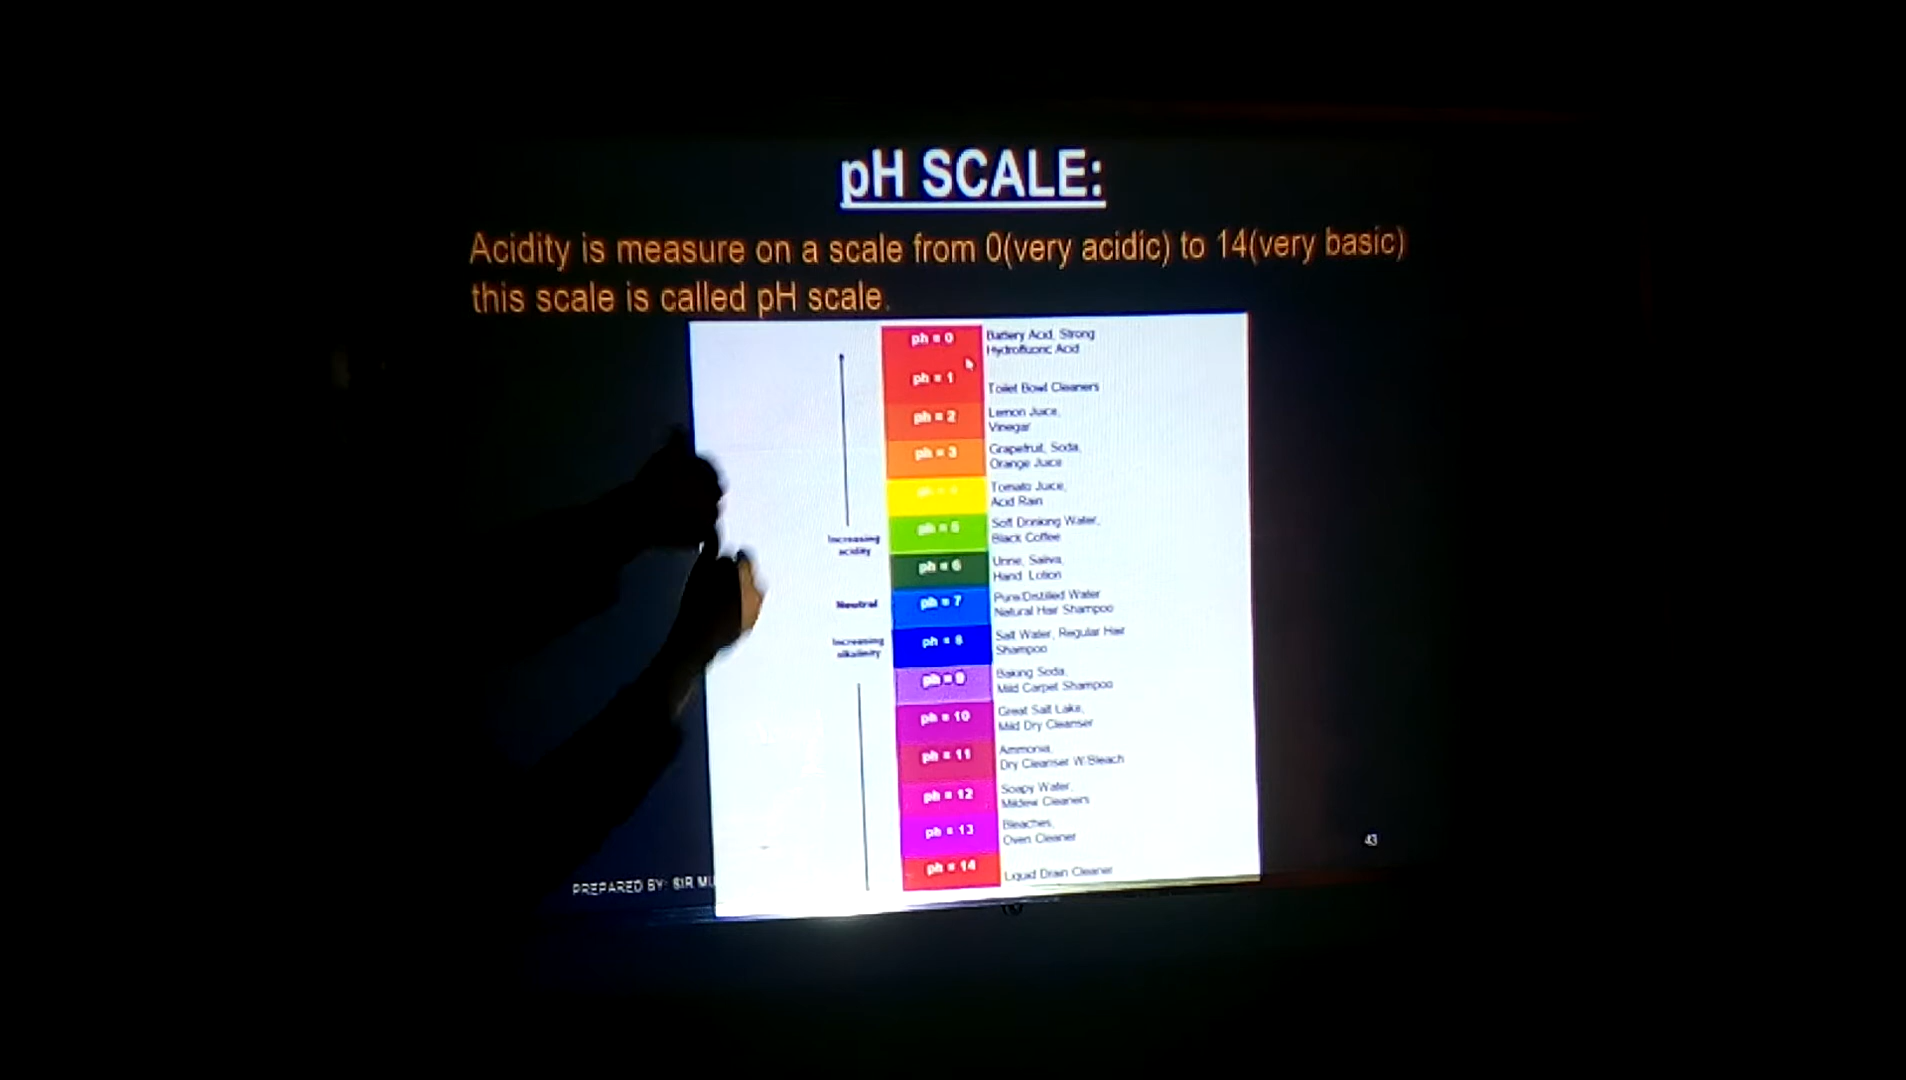 pH SCALE:
Acidity is measure on a scale from 0(very acidic) to 14(very basic)
this scale is called pH scale.
ph = 0
Battery Acid, Strong
Hydrofluoric Acid
ph = 1
Toilet Bowl Cleaners
ph = 2
Lemon Juice,
Vinegar
ph = 3
Grapefruit, Soda,
Orange Juice
Tomato Juice,
Acid Rain
ph = 5
Soft Drinking Water,
Black Coffee
Increasing
acidity
ph = 6
Urine, Saliva,
Hand Lotion
Neutral
ph = 7
Pure/Distilled Water
Natural Hair Shampoo
Increasing
alkalinity
ph = 8
Salt Water, Regular Hair
Shampoo
ph = 9
Baking Soda,
Mild Carpet Shampoo
ph = 10
Great Salt Lake,
Mild Dry Cleanser
ph = 11
Ammonia,
Dry Cleanser W/Bleach
ph = 12
Soapy Water,
Mildew Cleaners
ph = 13
Bleaches,
Oven Cleaner
ph = 14
Liquid Drain Cleaner
PREPARED BY: SIR
43